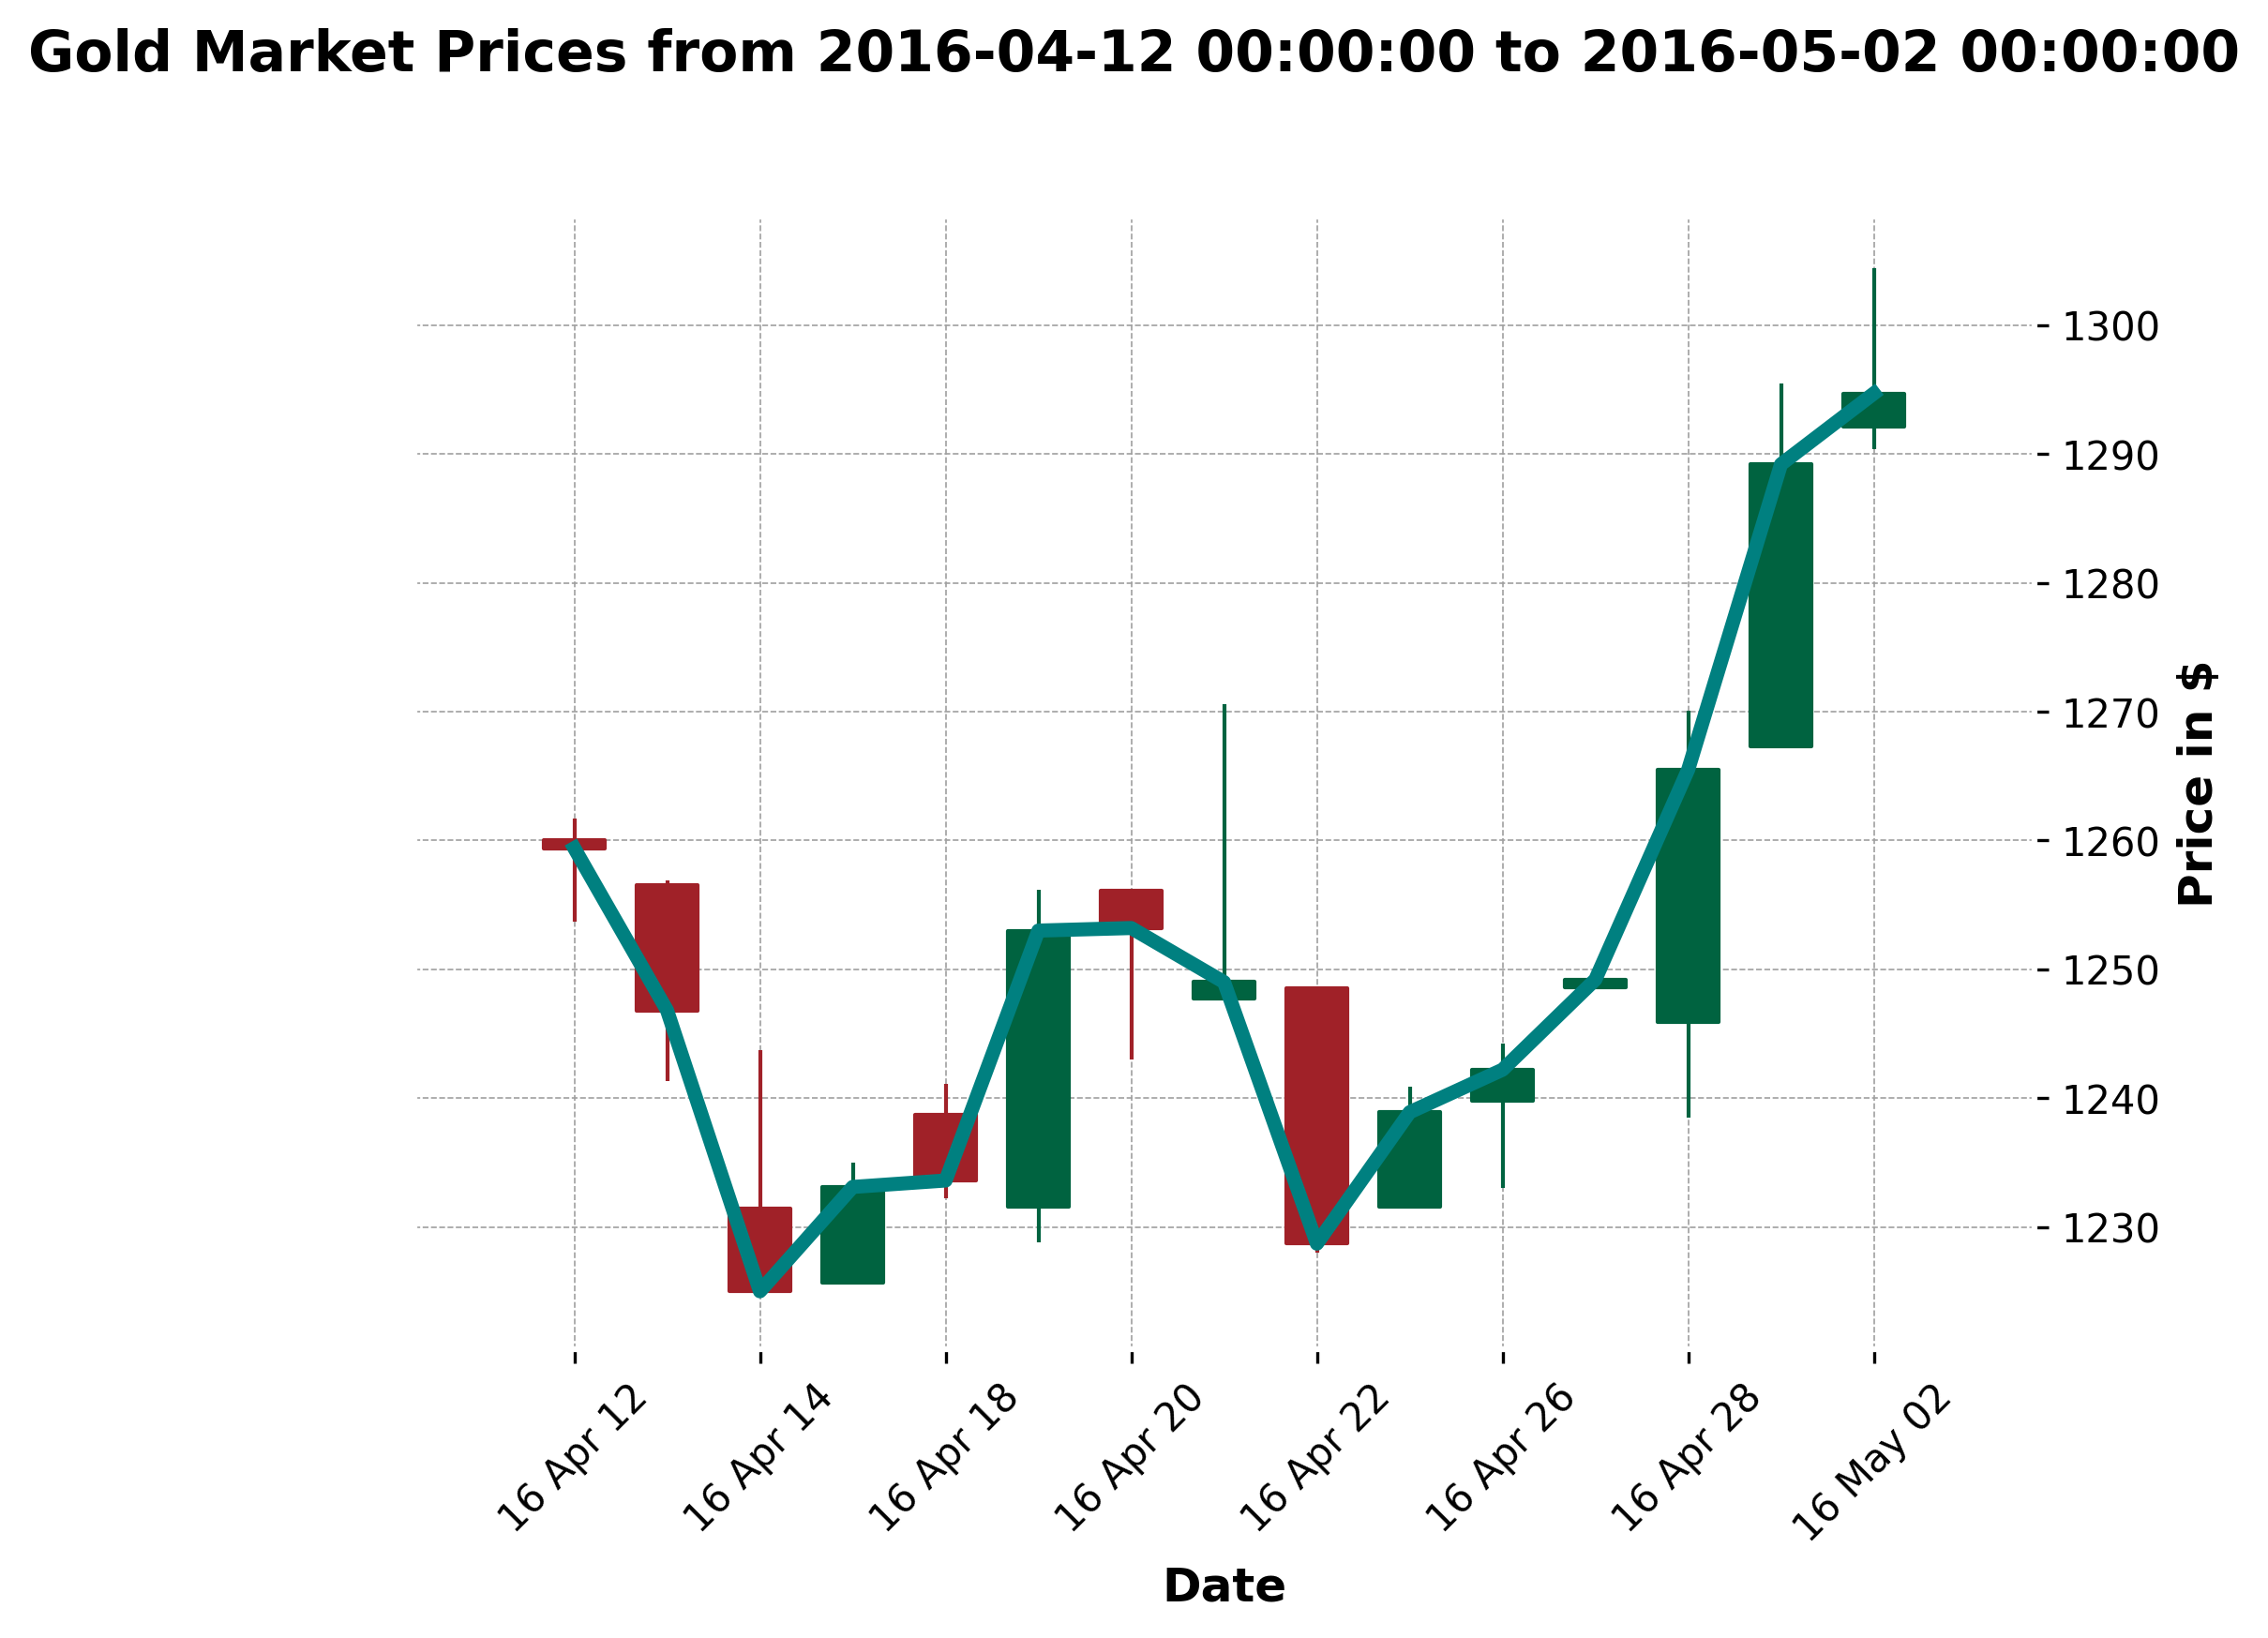 Gold Market Prices from 2016-04-12 00:00:00 to 2016-05-02 00:00:00
1300
1290
1280
1270
1260
1250
1240
1230
Price in $
16 Apr 12
16 Apr 14
16 Apr 18
16 Apr 20
16 Apr 22
16 Apr 26
16 Apr 28
16 May 02
Date